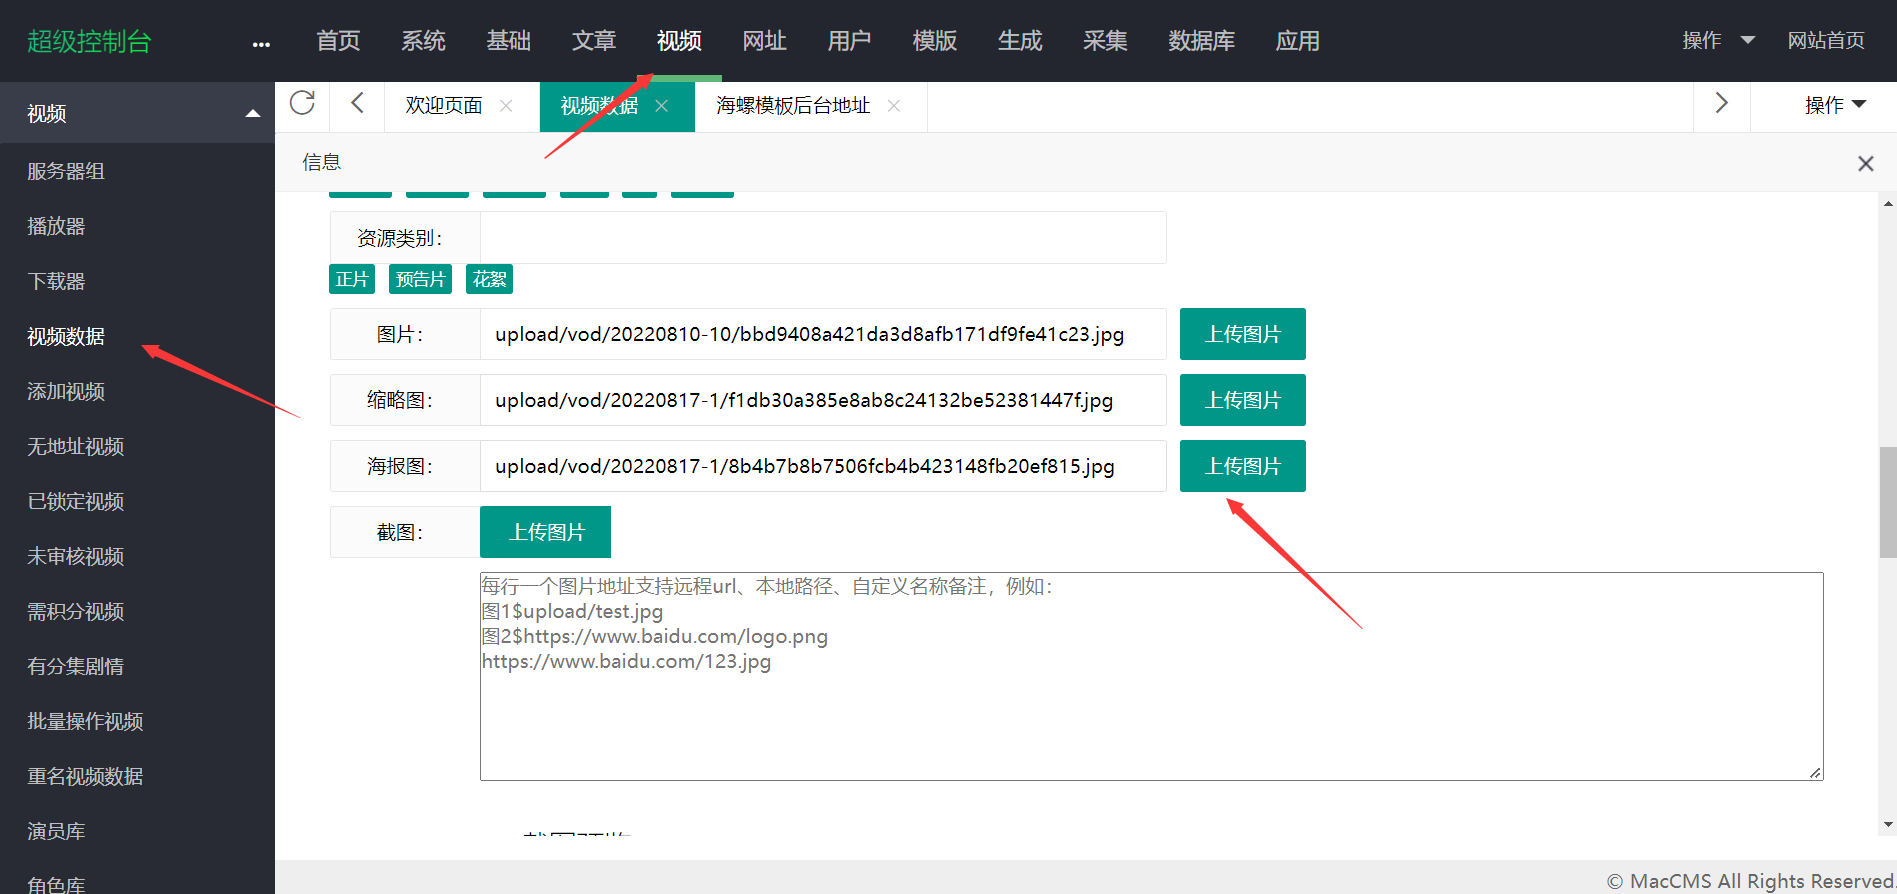 超级控制台
首页 系统 基础 文章 视频 网址 用户 模版 生成 采集 数据库 应用
操作 网站首页
视频
服务器组
播放器
下载器
视频数据
添加视频
无地址视频
已锁定视频
未审核视频
需积分视频
有分集剧情
批量操作视频
重名视频数据
演员库
角色库
欢迎页面 视频数据 海螺模板后台地址
操作
信息
资源类别：
正片 预告片 花絮
图片： upload/vod/20220810-10/bbd9408a421da3d8afb171df9fe41c23.jpg 上传图片
缩略图： upload/vod/20220817-1/f1db30a385e8ab8c24132be52381447f.jpg 上传图片
海报图： upload/vod/20220817-1/8b4b7b8b7506fcb4b423148fb20ef815.jpg 上传图片
截图： 上传图片
每行一个图片地址支持远程url、本地路径、自定义名称备注，例如：
图1$upload/test.jpg
图2$https://www.baidu.com/logo.png
https://www.baidu.com/123.jpg
© MacCMS All Rights Reserved.